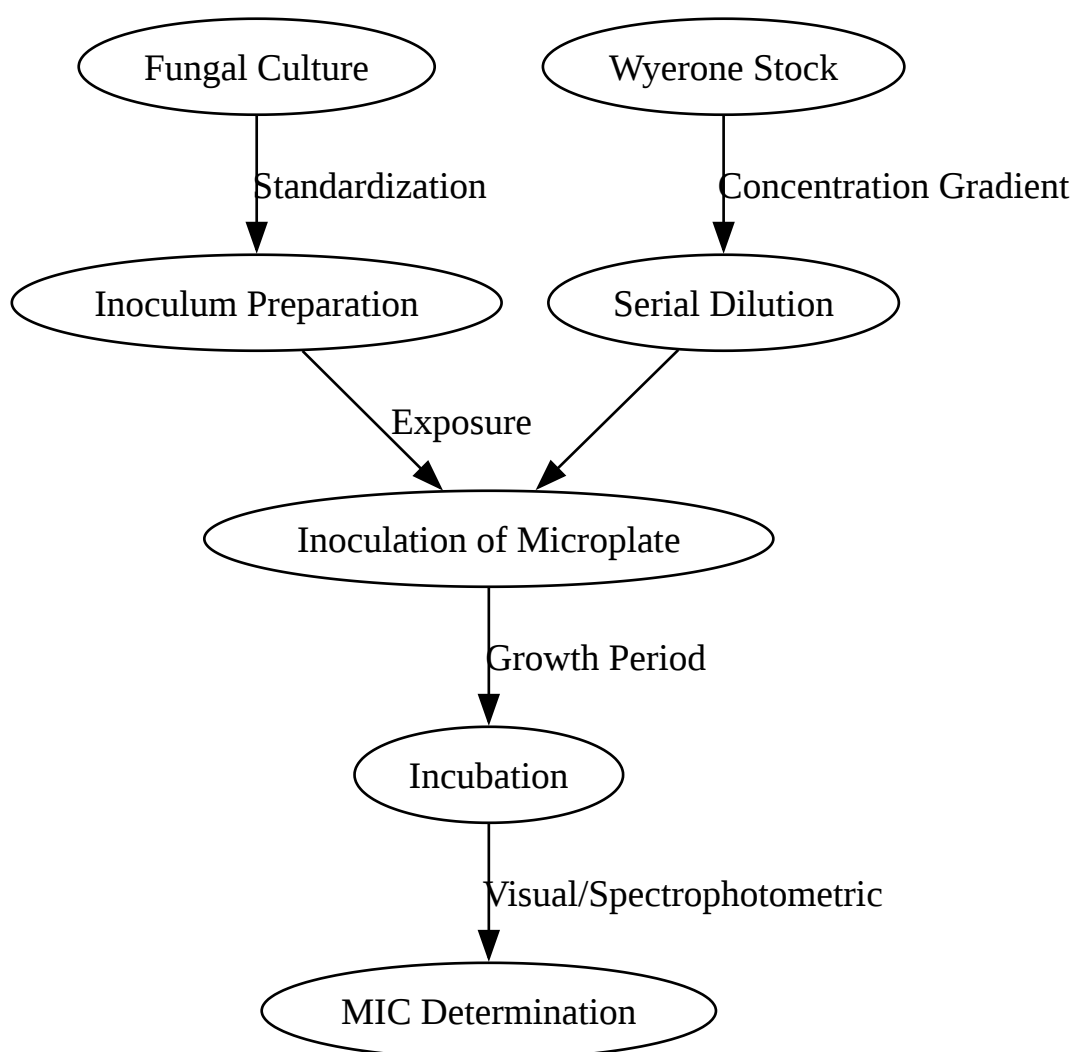 Fungal Culture
Wyerone Stock
Standardization
Concentration Gradient
Inoculum Preparation
Serial Dilution
Exposure
Inoculation of Microplate
Growth Period
Incubation
Visual/Spectrophotometric
MIC Determination